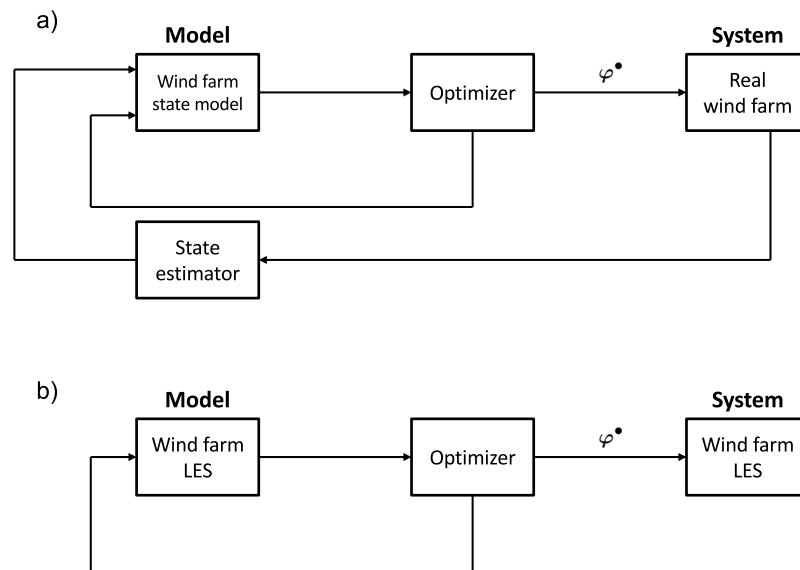 a)
Model
System
Wind farm
state model
Optimizer
φ•
Real
wind farm
State
estimator
b)
Model
System
Wind farm
LES
Optimizer
φ•
Wind farm
LES